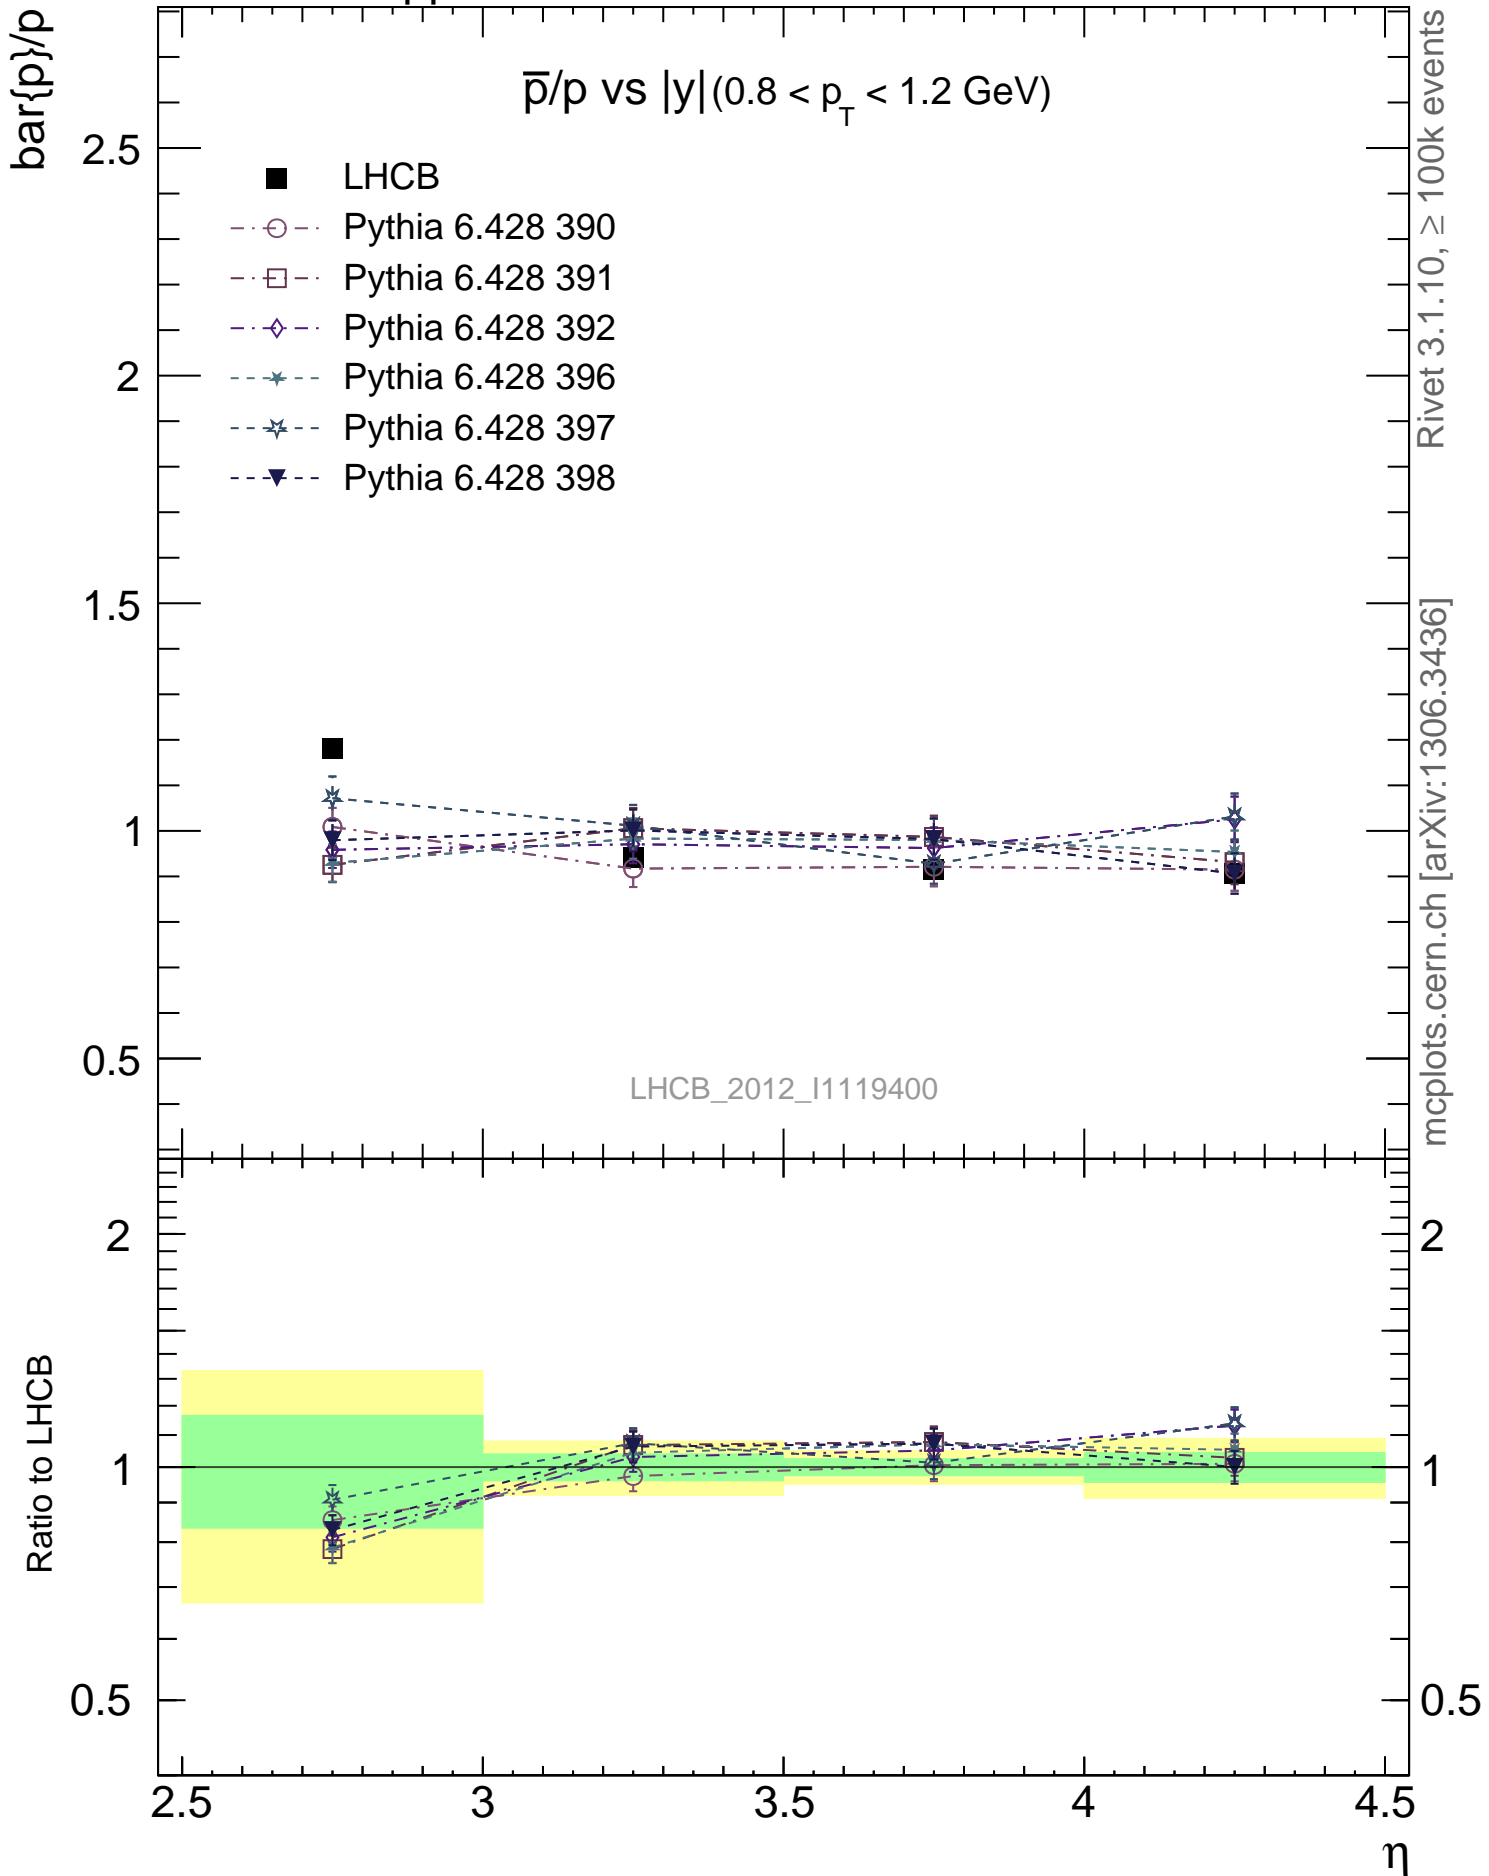 bar{p}/p
p̅/p vs |y| (0.8 < p_T < 1.2 GeV)
LHCB
Pythia 6.428 390
Pythia 6.428 391
Pythia 6.428 392
Pythia 6.428 396
Pythia 6.428 397
Pythia 6.428 398
2.5
2
1.5
1
0.5
LHCB_2012_I1119400
Rivet 3.1.10, ≥ 100k events
mcplots.cern.ch [arXiv:1306.3436]
Ratio to LHCB
2
1
0.5
2
1
0.5
2.5 3 3.5 4 4.5
η